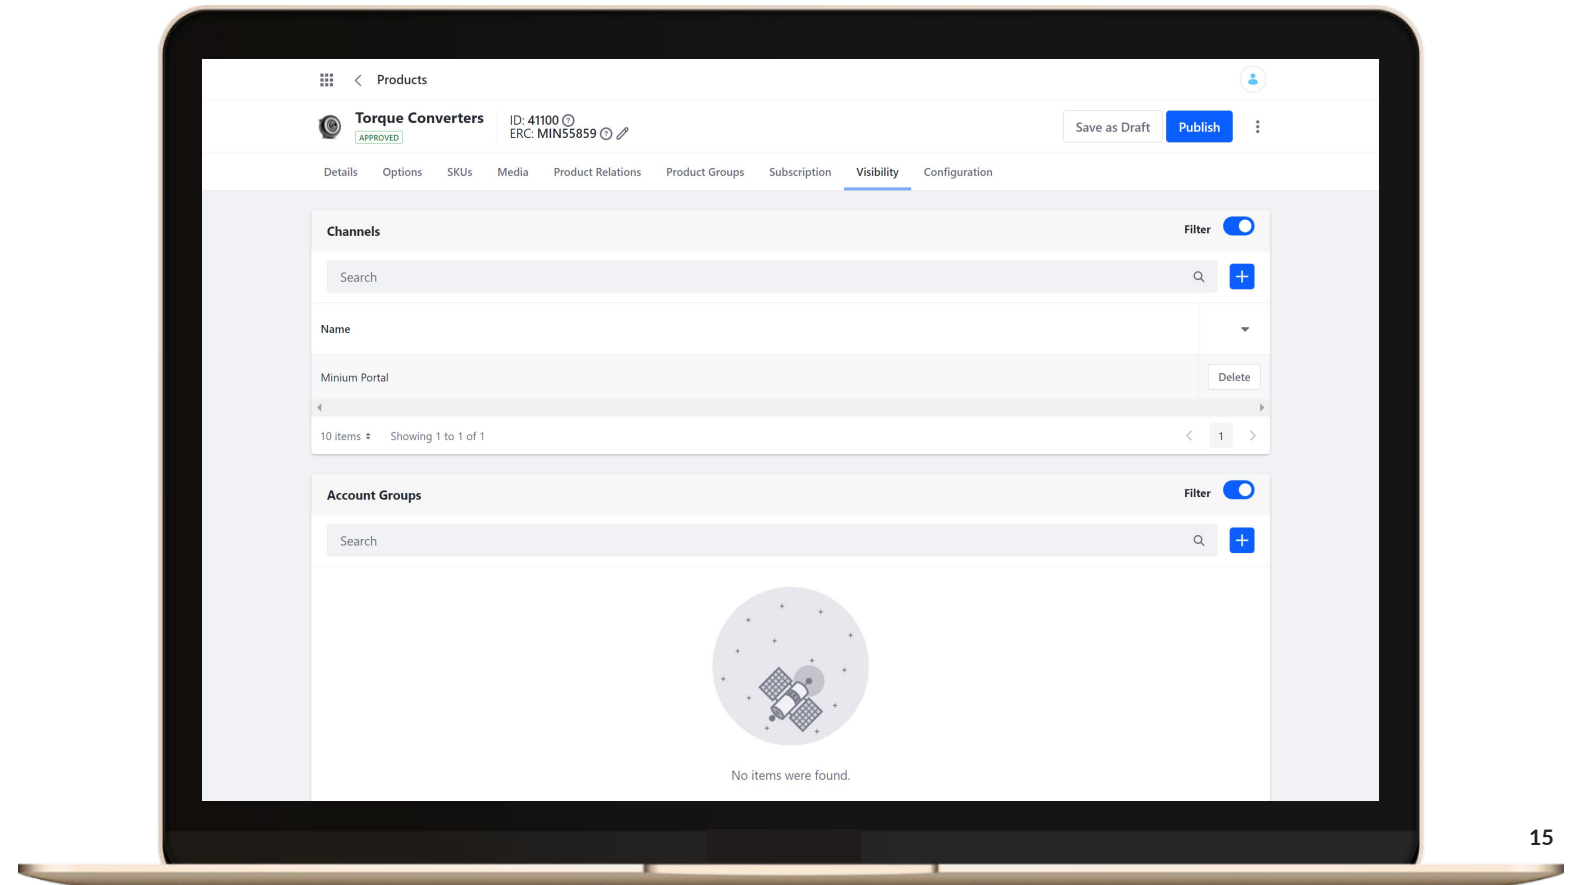 Products
Torque Converters
APPROVED
ID: 41100
ERC: MIN55859
Save as Draft
Publish
Details Options SKUs Media Product Relations Product Groups Subscription Visibility Configuration
Channels
Filter
Search
Name
Minium Portal
Delete
10 items
Showing 1 to 1 of 1
1
Account Groups
Filter
Search
No items were found.
15